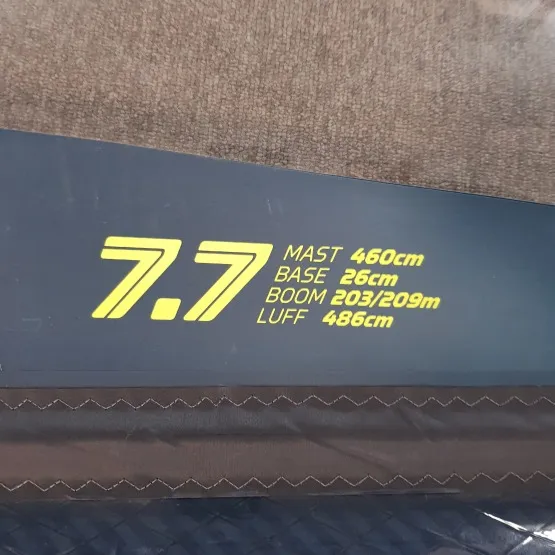 7.7
MAST 460cm
BASE 26cm
BOOM 203/209m
LUFF 486cm